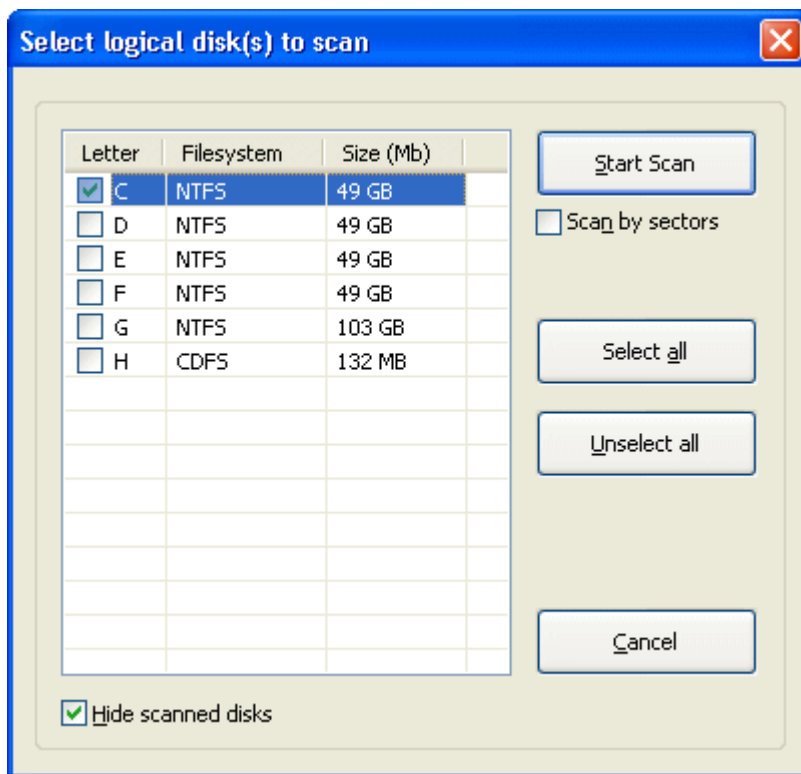 Select logical disk(s) to scan
Letter Filesystem Size (Mb)
C NTFS 49 GB
D NTFS 49 GB
E NTFS 49 GB
F NTFS 49 GB
G NTFS 103 GB
H CDFS 132 MB
Start Scan
Scan by sectors
Select all
Unselect all
Cancel
Hide scanned disks